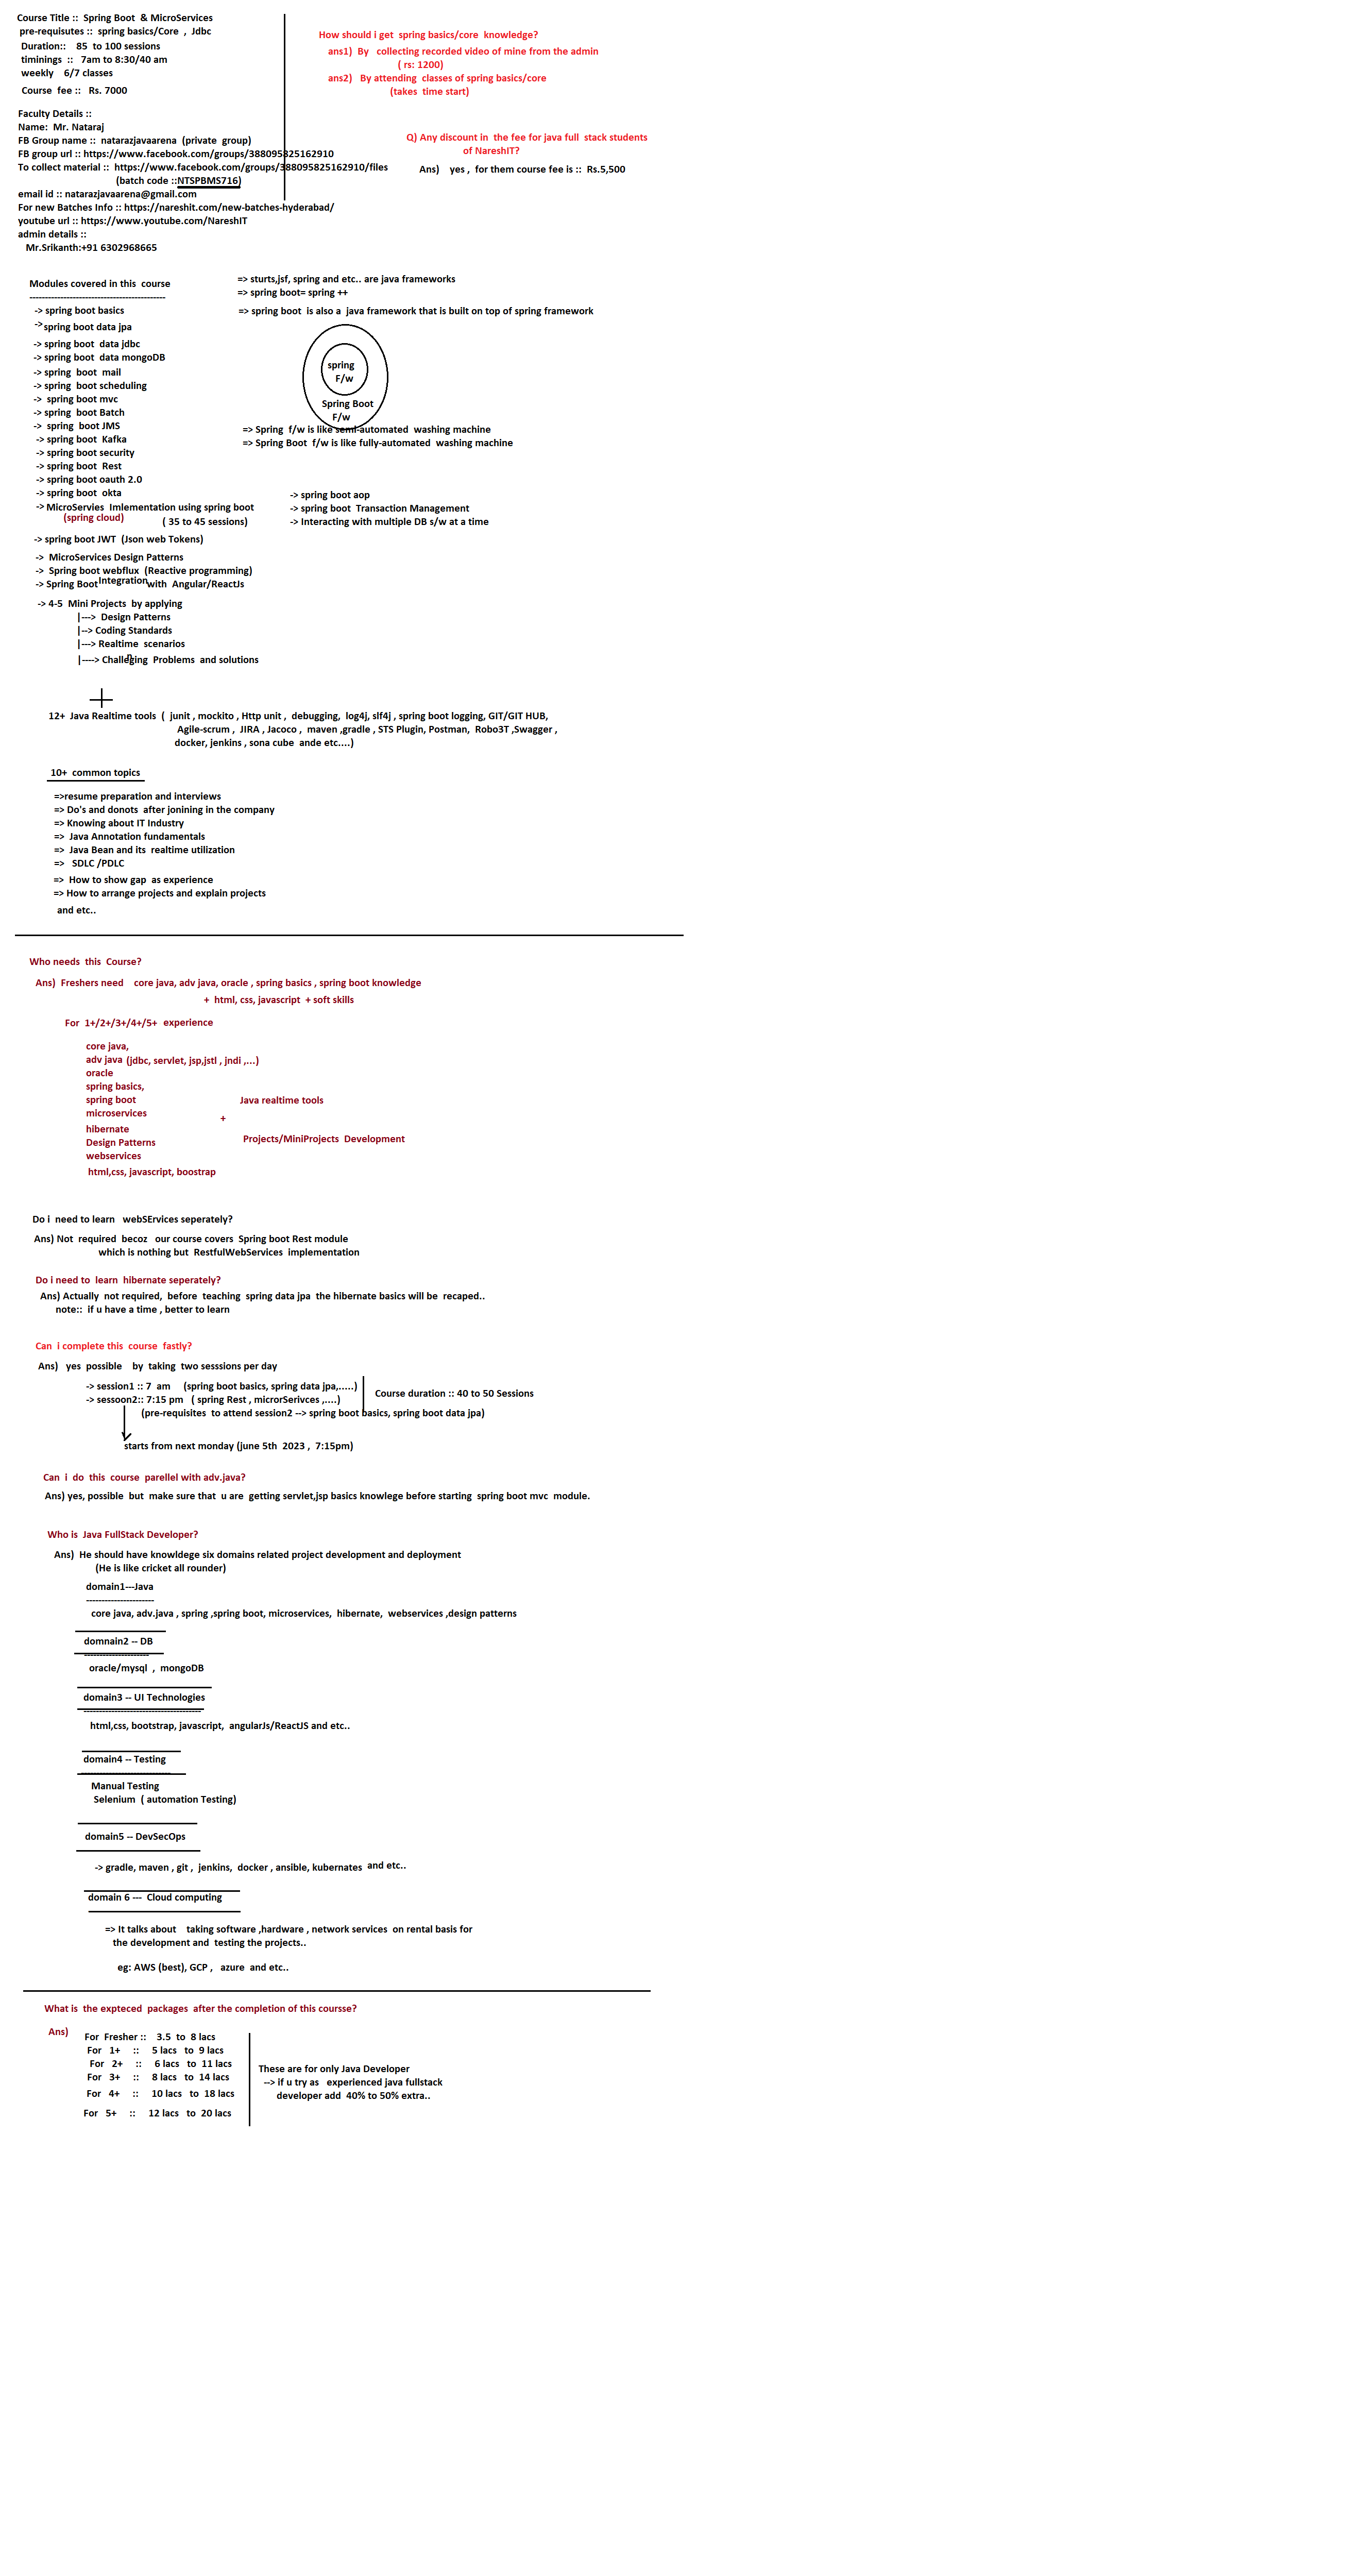 Course Title :: Spring Boot & MicroServices
pre-requisutes :: spring basics/Core , Jdbc
Duration:: 85 to 100 sessions
timinings :: 7am to 8:30/40 am
weekly 6/7 classes
Course fee :: Rs. 7000
How should i get spring basics/core knowledge?
ans1) By collecting recorded video of mine from the admin
( rs: 1200)
ans2) By attending classes of spring basics/core
(takes time start)
Faculty Details ::
Name: Mr. Nataraj
FB Group name :: natarazjavaarena (private group)
FB group url :: https://www.facebook.com/groups/388095825162910
To collect material :: https://www.facebook.com/groups/388095825162910/files
(batch code ::NTSPBMS716)
email id :: natarazjavaarena@gmail.com
For new Batches Info :: https://nareshit.com/new-batches-hyderabad/
youtube url :: https://www.youtube.com/NareshIT
admin details ::
Mr.Srikanth:+91 6302968665
Q) Any discount in the fee for java full stack students
of NareshIT?
Ans) yes , for them course fee is :: Rs.5,500
Modules covered in this course
---------------------------------------------
-> spring boot basics
-> spring boot data jpa
-> spring boot data jdbc
-> spring boot data mongoDB
-> spring boot mail
-> spring boot scheduling
-> spring boot mvc
-> spring boot Batch
-> spring boot JMS
-> spring boot Kafka
-> spring boot security
-> spring boot Rest
-> spring boot oauth 2.0
-> spring boot okta
-> MicroServies Imlementation using spring boot
(spring cloud) ( 35 to 45 sessions)
-> spring boot JWT (Json web Tokens)
-> MicroServices Design Patterns
-> Spring boot webflux (Reactive programming)
-> Spring Boot Integration with Angular/ReactJs
-> 4-5 Mini Projects by applying
|---> Design Patterns
|--> Coding Standards
|---> Realtime scenarios
|----> Challeging Problems and solutions
n
=> sturts,jsf, spring and etc.. are java frameworks
=> spring boot= spring ++
=> spring boot is also a java framework that is built on top of spring framework
spring
F/w
Spring Boot
F/w
=> Spring f/w is like semi-automated washing machine
=> Spring Boot f/w is like fully-automated washing machine
-> spring boot aop
-> spring boot Transaction Management
-> Interacting with multiple DB s/w at a time
12+ Java Realtime tools ( junit , mockito , Http unit , debugging, log4j, slf4j , spring boot logging, GIT/GIT HUB,
Agile-scrum , JIRA , Jacoco , maven ,gradle , STS Plugin, Postman, Robo3T ,Swagger ,
docker, jenkins , sona cube ande etc....)
10+ common topics
=>resume preparation and interviews
=> Do's and donots after jonining in the company
=> Knowing about IT Industry
=> Java Annotation fundamentals
=> Java Bean and its realtime utilization
=> SDLC /PDLC
=> How to show gap as experience
=> How to arrange projects and explain projects
and etc..
Who needs this Course?
Ans) Freshers need core java, adv java, oracle , spring basics , spring boot knowledge
+ html, css, javascript + soft skills
For 1+/2+/3+/4+/5+ experience
core java,
adv java (jdbc, servlet, jsp,jstl , jndi ,...)
oracle
spring basics,
spring boot
microservices
hibernate
Design Patterns
webservices
html,css, javascript, boostrap
+
Java realtime tools
Projects/MiniProjects Development
Do i need to learn webSErvices seperately?
Ans) Not required becoz our course covers Spring boot Rest module
which is nothing but RestfulWebServices implementation
Do i need to learn hibernate seperately?
Ans) Actually not required, before teaching spring data jpa the hibernate basics will be recaped..
note:: if u have a time , better to learn
Can i complete this course fastly?
Ans) yes possible by taking two sesssions per day
-> session1 :: 7 am (spring boot basics, spring data jpa,.....)
-> sessoon2:: 7:15 pm ( spring Rest , microrSerivces ,....)
Course duration :: 40 to 50 Sessions
(pre-requisites to attend session2 --> spring boot basics, spring boot data jpa)
starts from next monday (june 5th 2023 , 7:15pm)
Can i do this course parellel with adv.java?
Ans) yes, possible but make sure that u are getting servlet,jsp basics knowlege before starting spring boot mvc module.
Who is Java FullStack Developer?
Ans) He should have knowldege six domains related project development and deployment
(He is like cricket all rounder)
domain1---Java
----------------------
core java, adv.java , spring ,spring boot, microservices, hibernate, webservices ,design patterns
domnain2 -- DB
---------------------
oracle/mysql , mongoDB
domain3 -- UI Technologies
--------------------------------------
html,css, bootstrap, javascript, angularJs/ReactJS and etc..
domain4 -- Testing
-----------------------------
Manual Testing
Selenium ( automation Testing)
domain5 -- DevSecOps
-> gradle, maven , git , jenkins, docker , ansible, kubernates and etc..
domain 6 --- Cloud computing
=> It talks about taking software ,hardware , network services on rental basis for
the development and testing the projects..
eg: AWS (best), GCP , azure and etc..
What is the expteced packages after the completion of this coursse?
Ans)
For Fresher :: 3.5 to 8 lacs
For 1+ :: 5 lacs to 9 lacs
For 2+ :: 6 lacs to 11 lacs
For 3+ :: 8 lacs to 14 lacs
For 4+ :: 10 lacs to 18 lacs
For 5+ :: 12 lacs to 20 lacs
These are for only Java Developer
--> if u try as experienced java fullstack
developer add 40% to 50% extra..